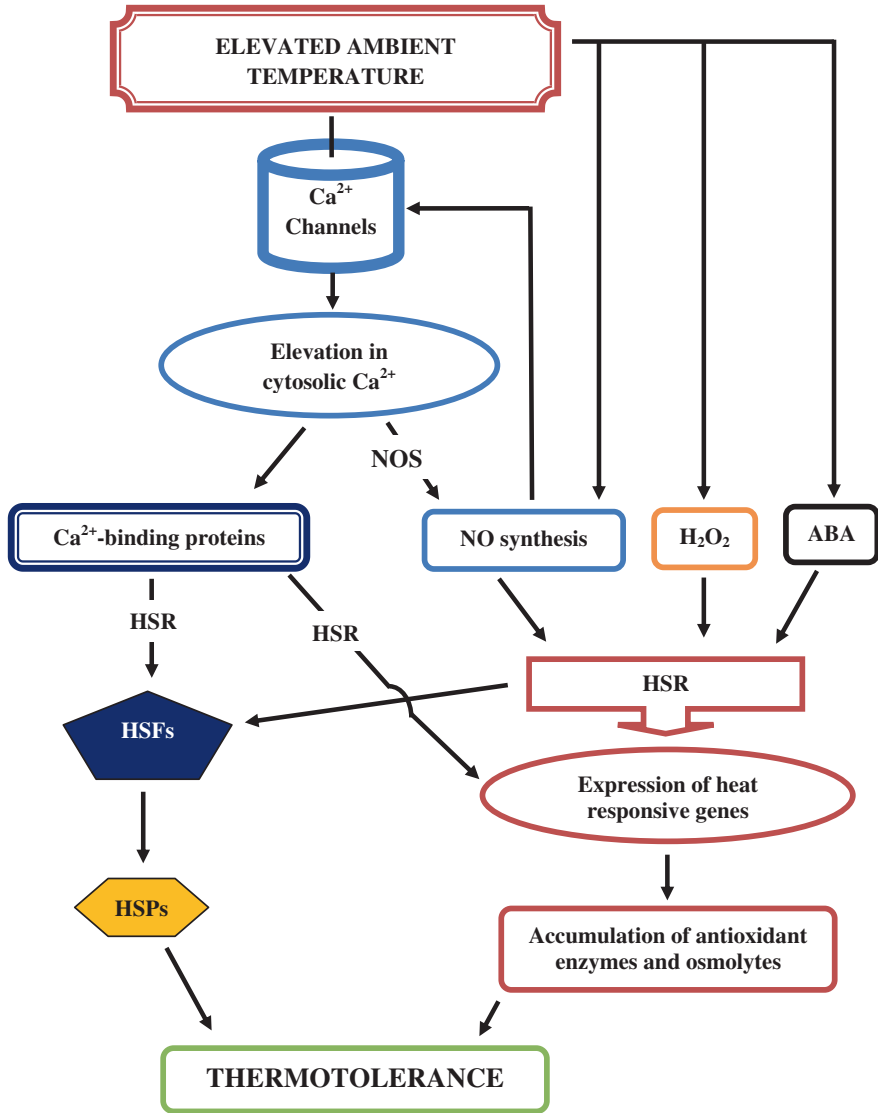 ELEVATED AMBIENT
TEMPERATURE
Ca²⁺
Channels
Elevation in
cytosolic Ca²⁺
NOS
Ca²⁺-binding proteins
NO synthesis
H₂O₂
ABA
HSR
HSR
HSR
HSFs
Expression of heat
responsive genes
HSPs
Accumulation of antioxidant
enzymes and osmolytes
THERMOTOLERANCE